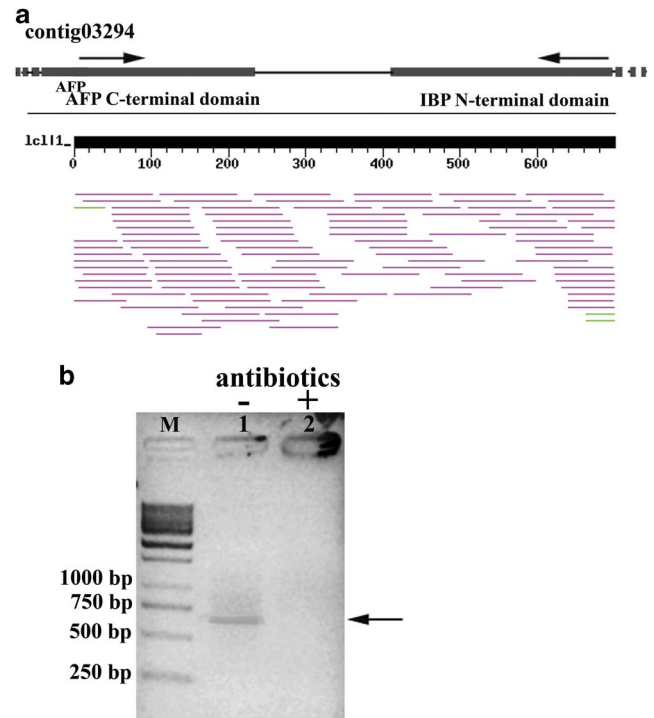 a
contig03294
AFP
AFP C-terminal domain
IBP N-terminal domain
lcl|1_
0 100 200 300 400 500 600
b
antibiotics
- +
M 1 2
1000 bp
750 bp
500 bp
250 bp